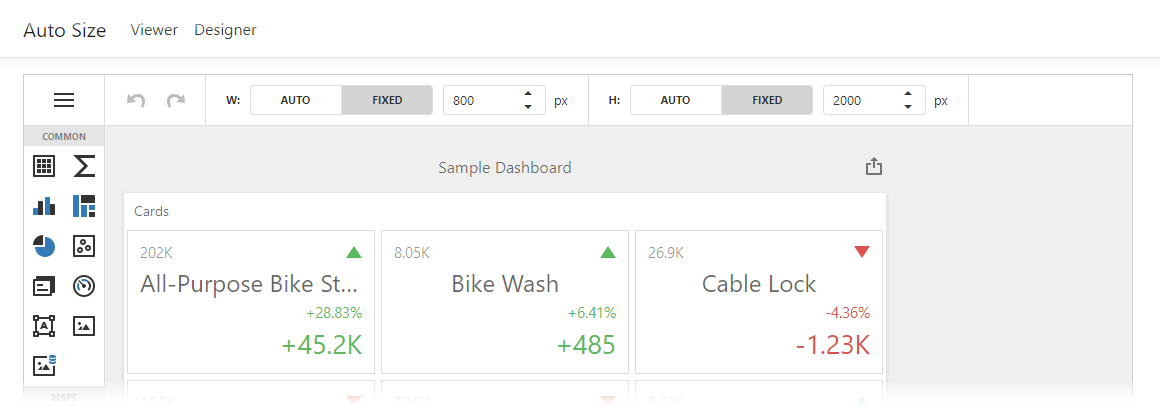 Auto Size Viewer Designer
W: AUTO FIXED 800 px H: AUTO FIXED 2000 px
COMMON
Sample Dashboard
Cards
202K 8.05K 26.9K
All-Purpose Bike St... Bike Wash Cable Lock
+28.83% +6.41% -4.36%
+45.2K +485 -1.23K
MAPS